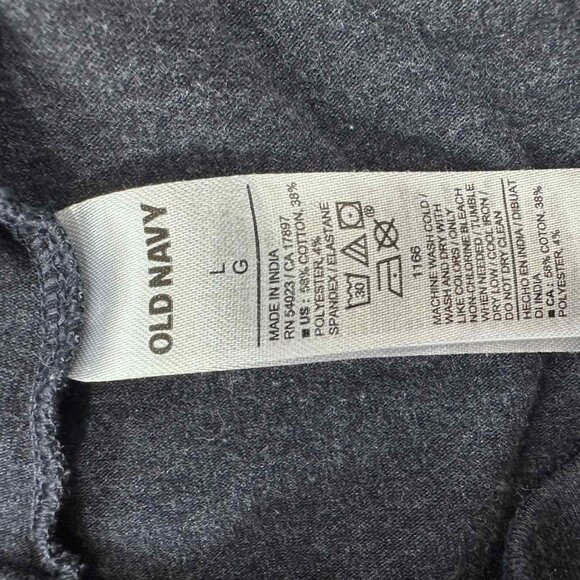 OLD NAVY
L
G
MADE IN INDIA
RN 54023 / CA 17897
■ US : 58% COTTON, 38%
POLYESTER, 4%
SPANDEX / ELASTANE
30
1166
MACHINE WASH COLD /
WASH AND DRY WITH
LIKE COLORS / ONLY
NON-CHLORINE BLEACH
WHEN NEEDED / TUMBLE
DRY LOW / COOL IRON /
DO NOT DRY CLEAN
HECHO EN INDIA / DIBUAT
DI INDIA
■ CA : 58% COTON, 38%
POLYESTER, 4%